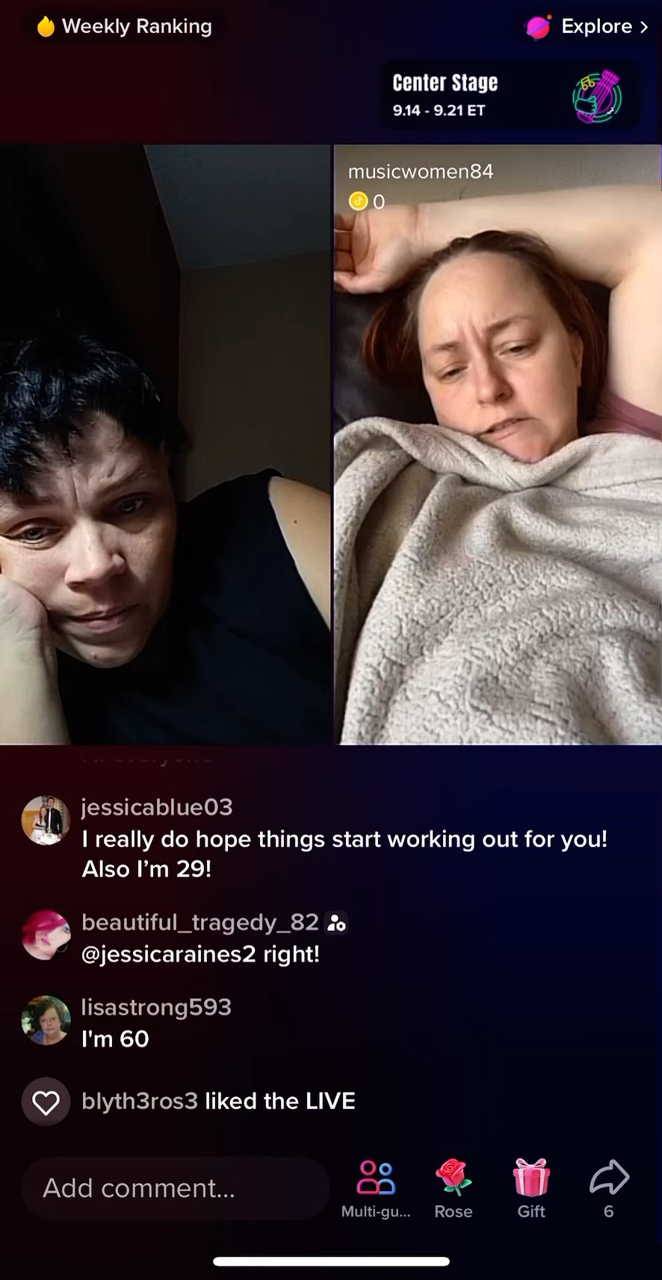 Weekly Ranking
Explore >
Center Stage
9.14 - 9.21 ET
musicwomen84
0
jessicablue03
I really do hope things start working out for you!
Also I'm 29!
beautiful_tragedy_82
@jessicaraines2 right!
lisastrong593
I'm 60
blyth3ros3 liked the LIVE
Add comment...
Multi-gu...
Rose
Gift
6